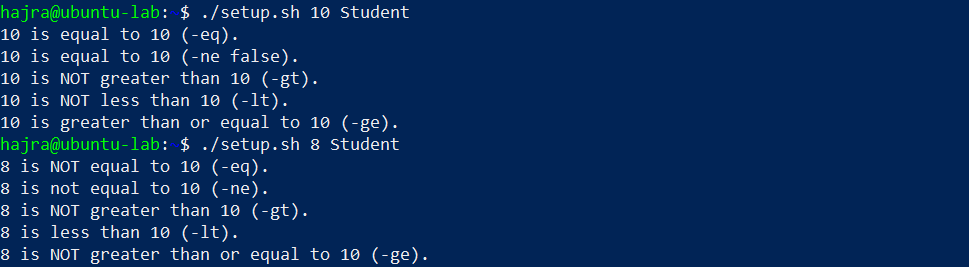 hajra@ubuntu-lab:~$ ./setup.sh 10 Student
10 is equal to 10 (-eq).
10 is equal to 10 (-ne false).
10 is NOT greater than 10 (-gt).
10 is NOT less than 10 (-lt).
10 is greater than or equal to 10 (-ge).
hajra@ubuntu-lab:~$ ./setup.sh 8 Student
8 is NOT equal to 10 (-eq).
8 is not equal to 10 (-ne).
8 is NOT greater than 10 (-gt).
8 is less than 10 (-lt).
8 is NOT greater than or equal to 10 (-ge).